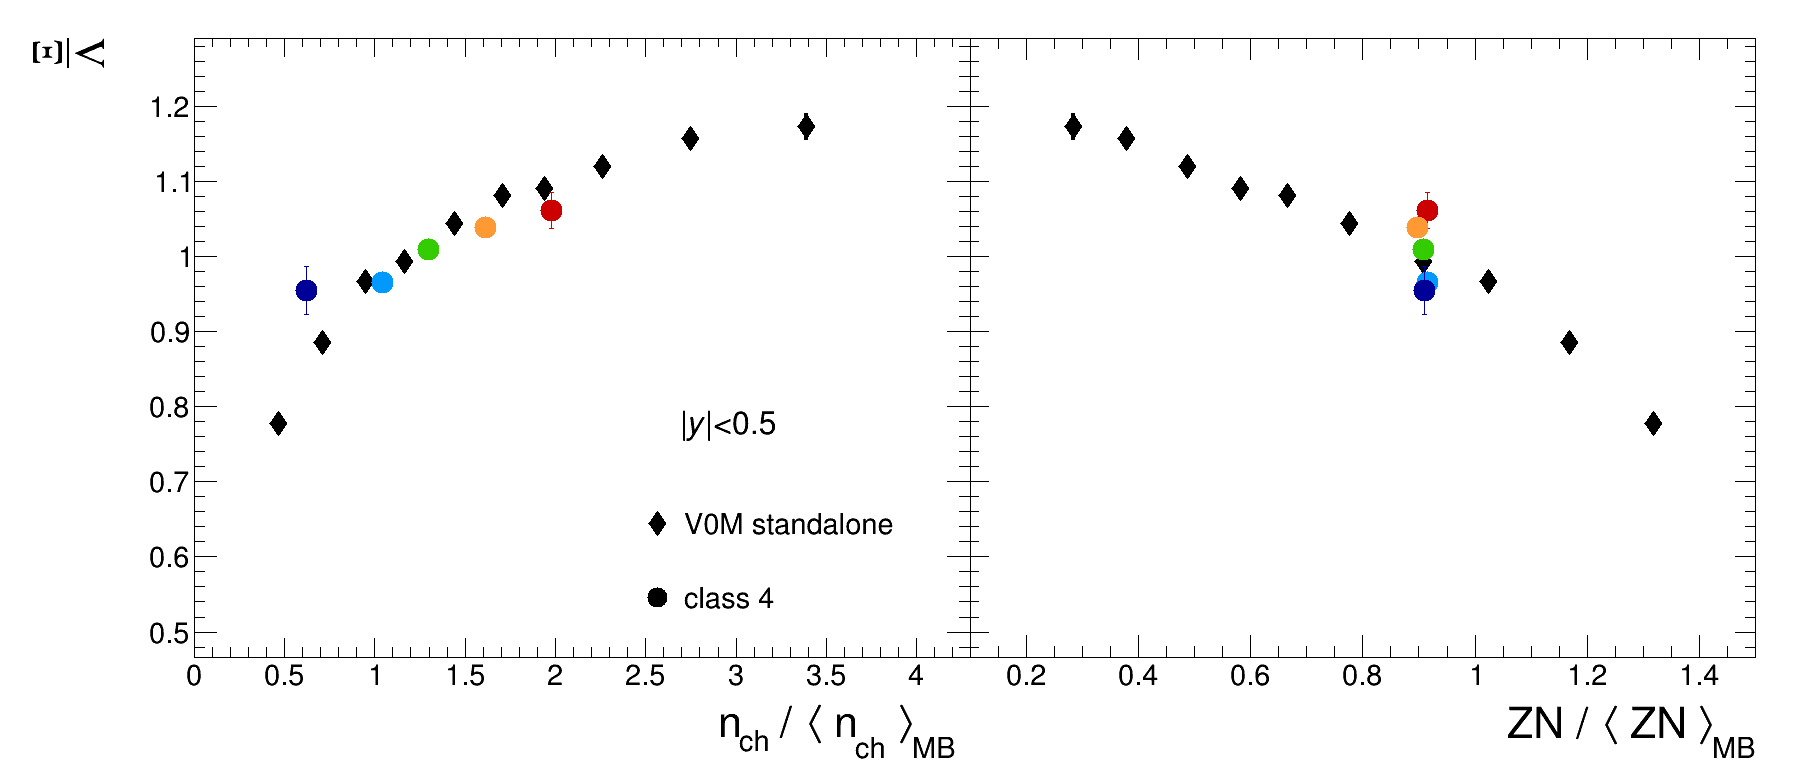 Ξ|Λ
1.2
1.1
1
0.9
0.8
0.7
0.6
0.5
|y|<0.5
V0M standalone
class 4
0 0.5 1 1.5 2 2.5 3 3.5 4
0.2 0.4 0.6 0.8 1 1.2 1.4
n_ch / ⟨ n_ch ⟩_MB
ZN / ⟨ ZN ⟩_MB